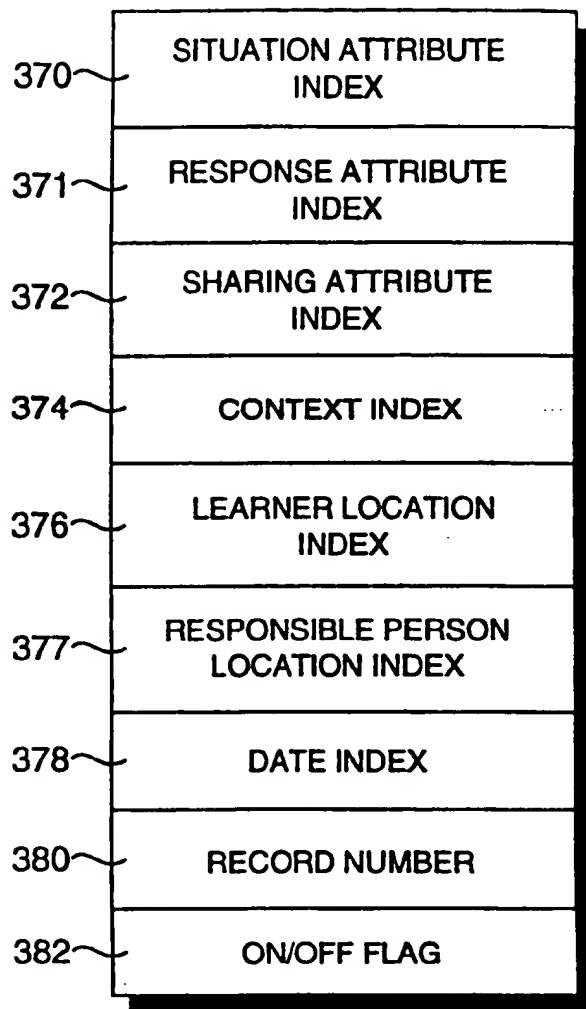 370 SITUATION ATTRIBUTE
INDEX
371 RESPONSE ATTRIBUTE
INDEX
372 SHARING ATTRIBUTE
INDEX
374 CONTEXT INDEX
376 LEARNER LOCATION
INDEX
377 RESPONSIBLE PERSON
LOCATION INDEX
378 DATE INDEX
380 RECORD NUMBER
382 ON/OFF FLAG